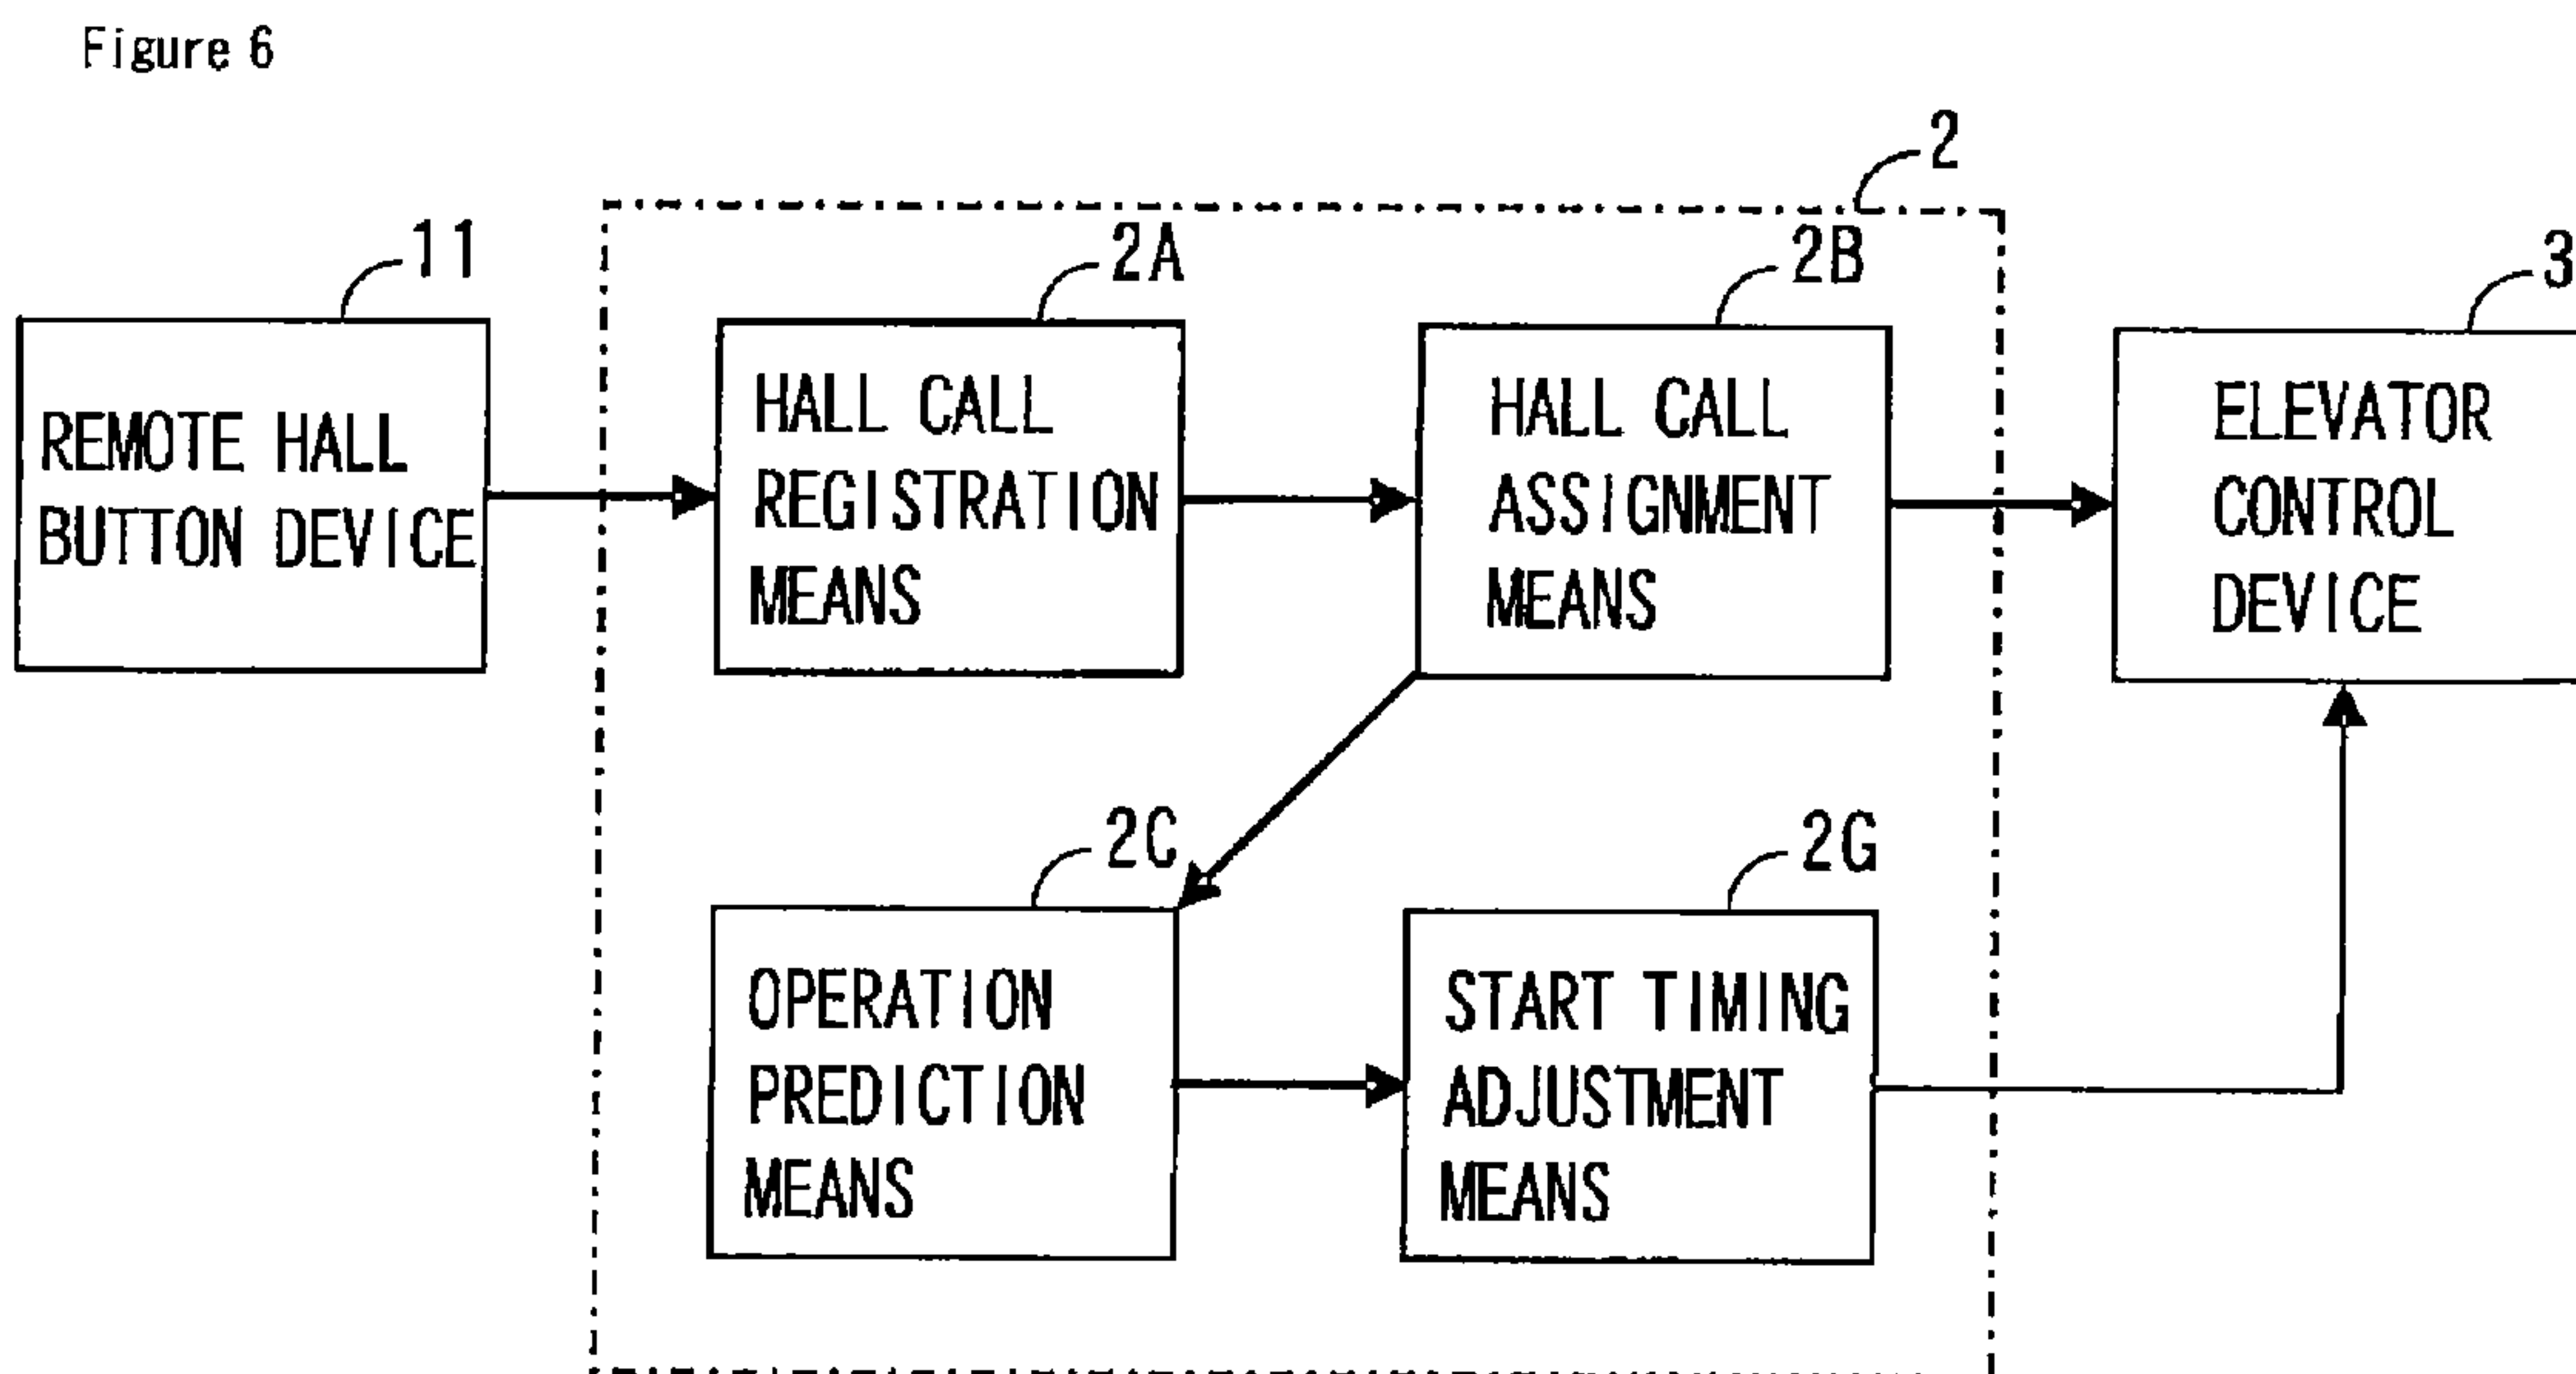 Figure 6
2
11
2A
2B
3
REMOTE HALL
BUTTON DEVICE
HALL CALL
REGISTRATION
MEANS
HALL CALL
ASSIGNMENT
MEANS
ELEVATOR
CONTROL
DEVICE
2C
2G
OPERATION
PREDICTION
MEANS
START TIMING
ADJUSTMENT
MEANS